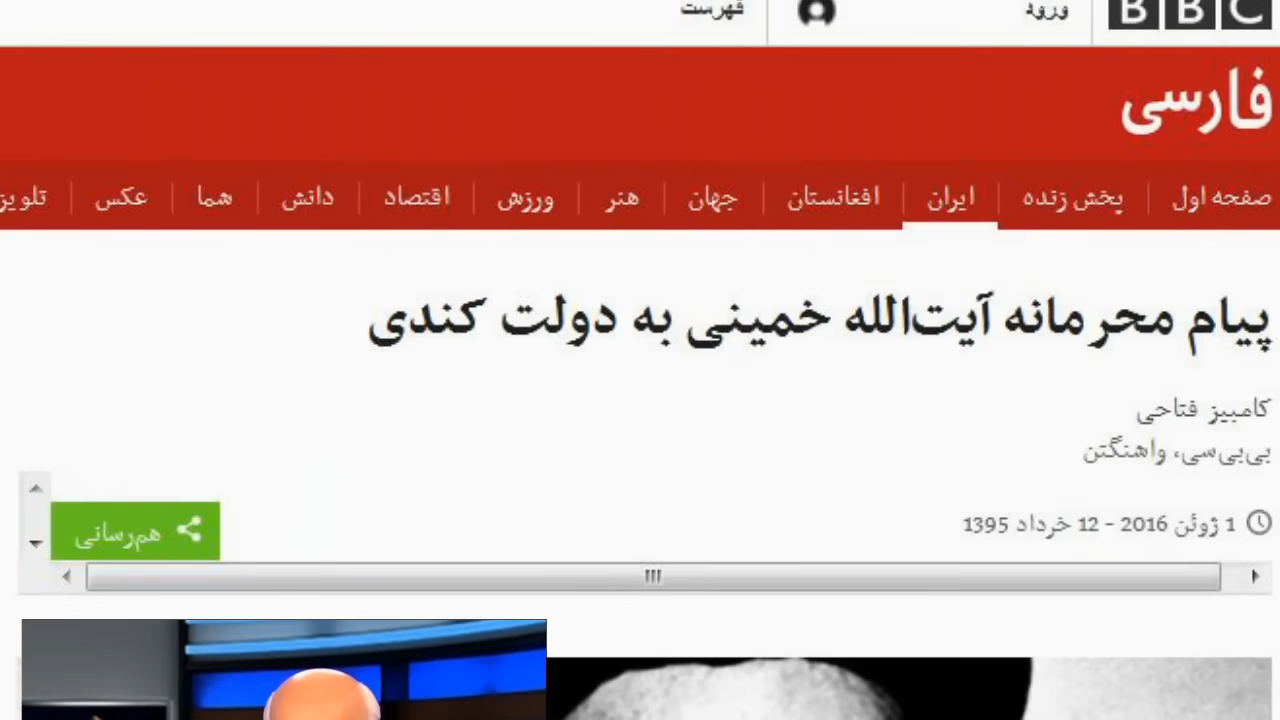 BBC ورود فهرست
فارسی
صفحه اول پخش زنده ایران افغانستان جهان هنر ورزش اقتصاد دانش شما عکس
پیام محرمانه آیت‌الله خمینی به دولت کندی
کامبیز فتاحی
بی‌بی‌سی، واشنگتن
1 ژوئن 2016 - 12 خرداد 1395
هم‌رسانی